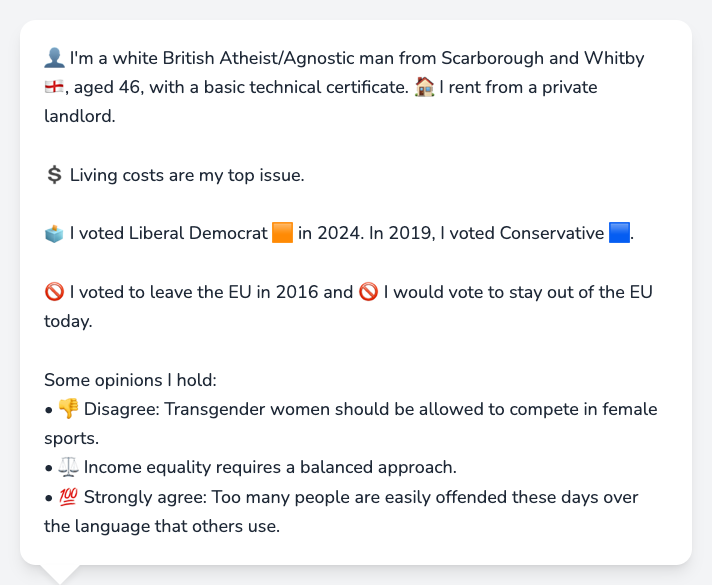 👤 I'm a white British Atheist/Agnostic man from Scarborough and Whitby
🏴󠁧󠁢󠁥󠁮󠁧󠁿, aged 46, with a basic technical certificate. 🏠 I rent from a private
landlord.
💲 Living costs are my top issue.
🗳️ I voted Liberal Democrat 🟧 in 2024. In 2019, I voted Conservative 🟦.
🚫 I voted to leave the EU in 2016 and 🚫 I would vote to stay out of the EU
today.
Some opinions I hold:
• 👎 Disagree: Transgender women should be allowed to compete in female
sports.
• ⚖️ Income equality requires a balanced approach.
• 💯 Strongly agree: Too many people are easily offended these days over
the language that others use.